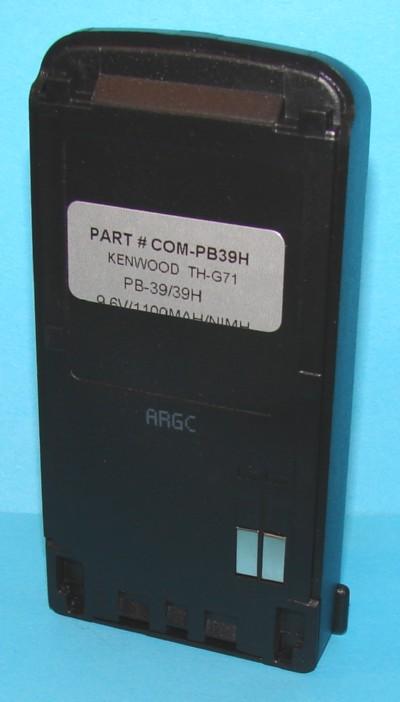 PART # COM-PB39H
KENWOOD TH-G71
PB-39/39H
9.6V/1100MAH/NIMH
ARGC